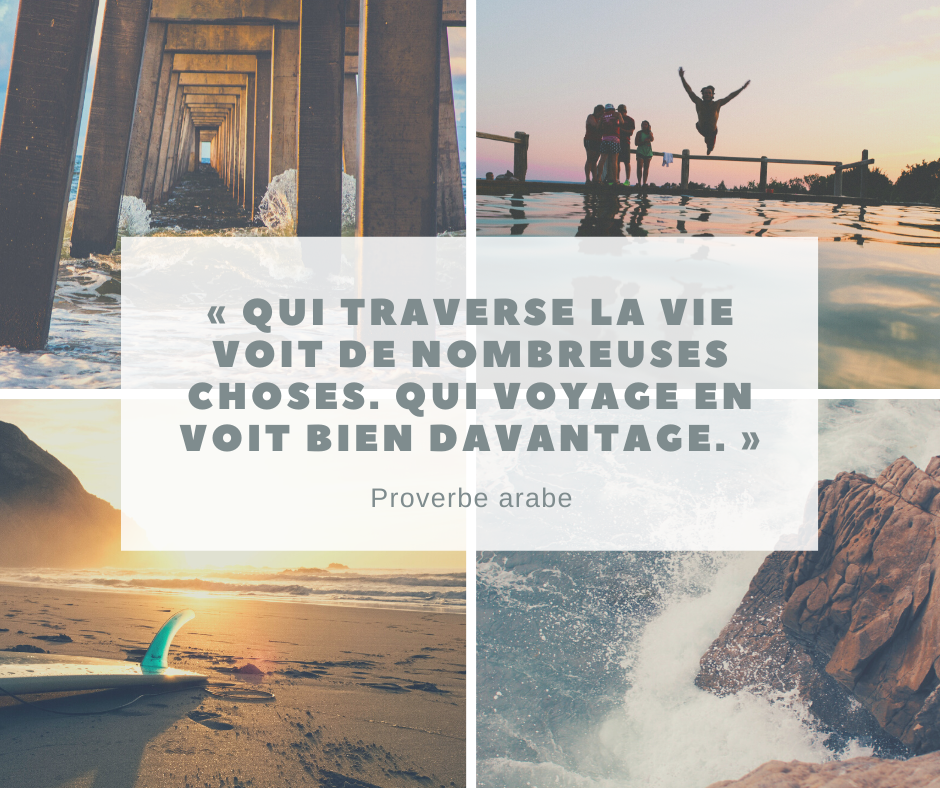 « QUI TRAVERSE LA VIE
VOIT DE NOMBREUSES
CHOSES. QUI VOYAGE EN
VOIT BIEN DAVANTAGE. »
Proverbe arabe